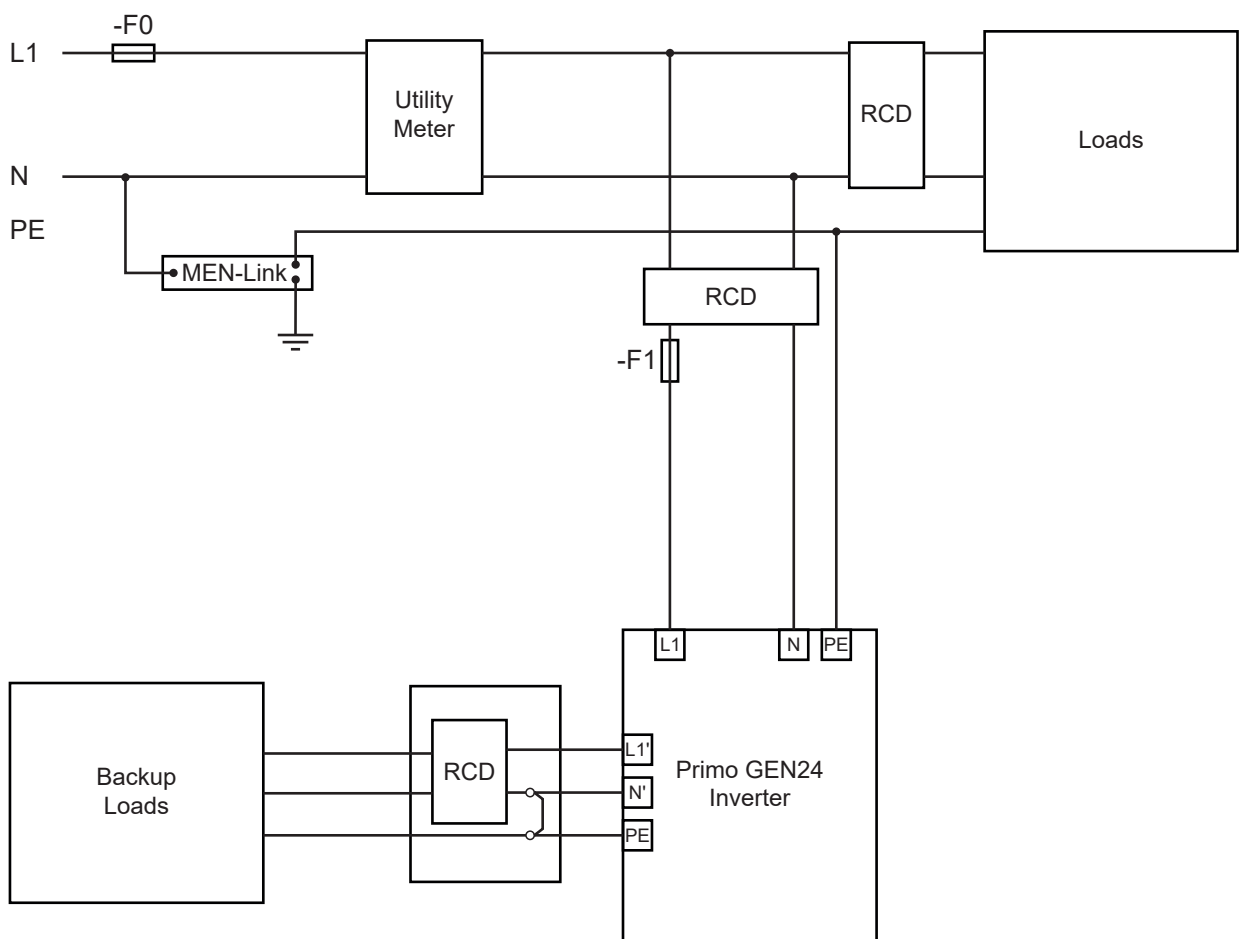 -F0
L1
Utility
Meter
RCD
Loads
N
PE
MEN-Link
RCD
-F1
L1
N
PE
L1'
Backup
Loads
RCD
N'
Primo GEN24
Inverter
PE